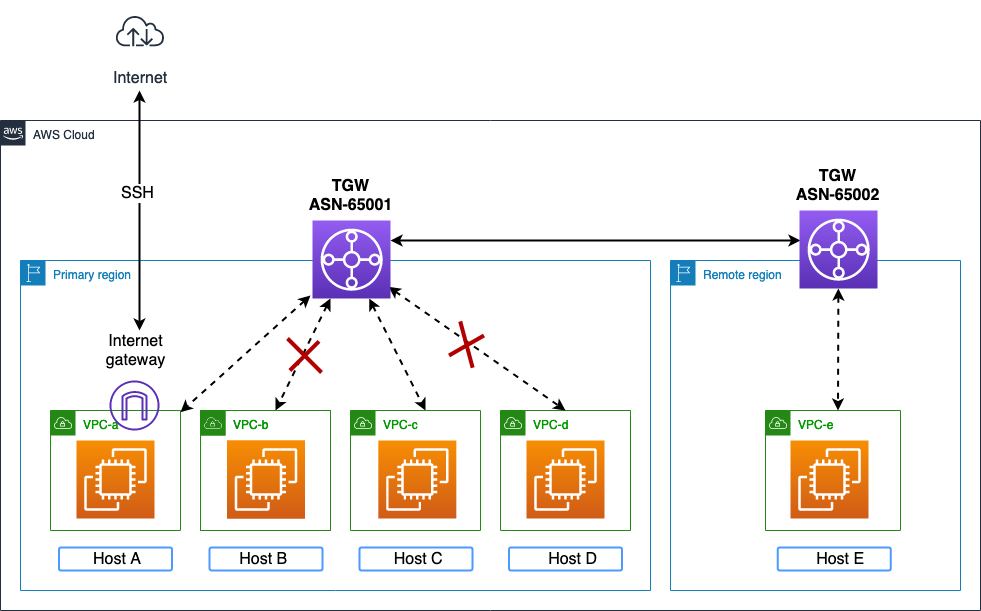 Internet
aws
AWS Cloud
SSH
TGW
ASN-65001
TGW
ASN-65002
Primary region
Remote region
Internet
gateway
VPC-a
VPC-b
VPC-c
VPC-d
VPC-e
Host A
Host B
Host C
Host D
Host E